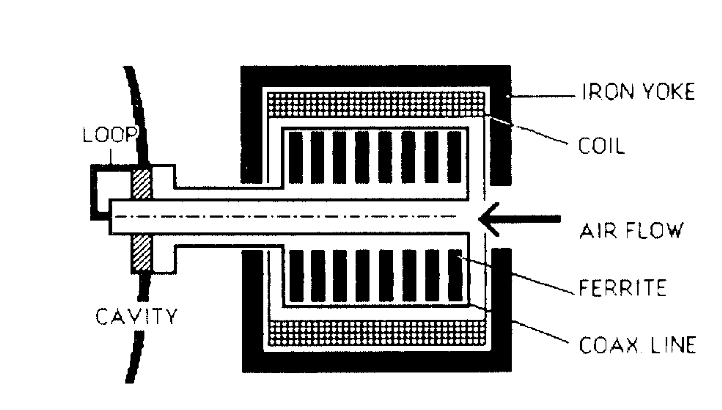 IRON YOKE
LOOP
COIL
AIR FLOW
FERRITE
CAVITY
COAX. LINE